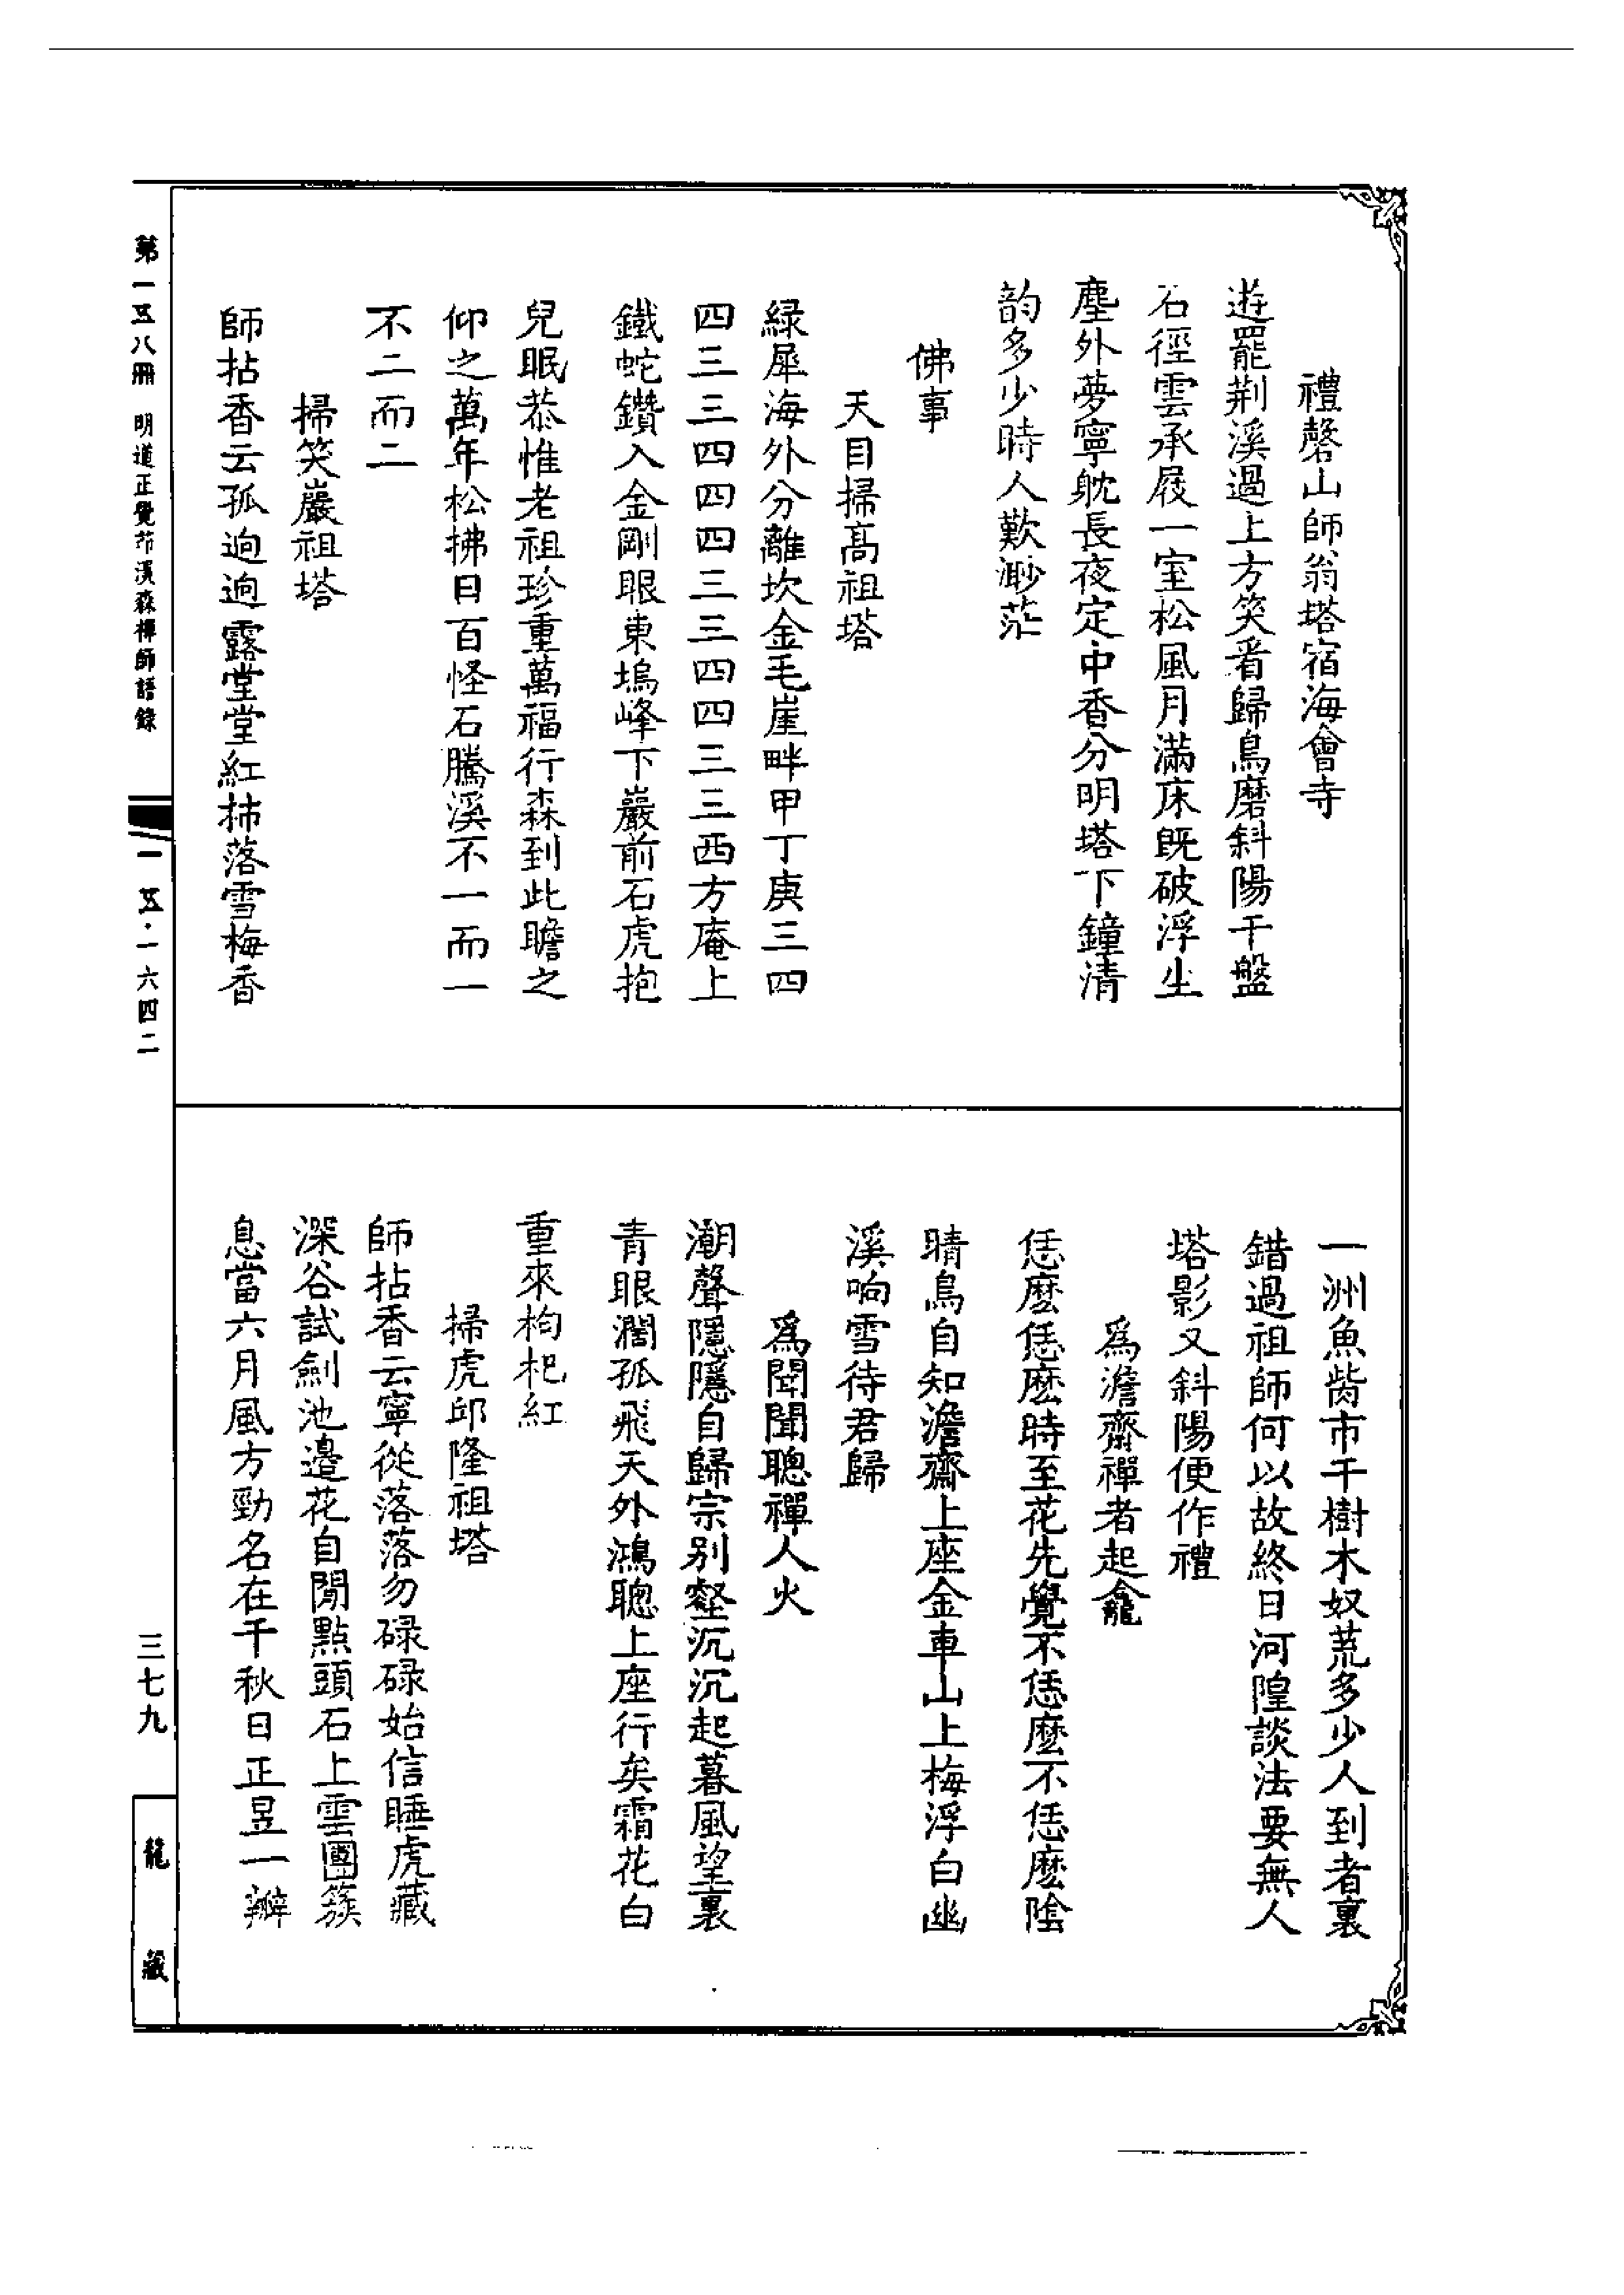 禮磬山師翁塔宿海會寺
遊罷荆溪過上方笑看歸鳥磨斜陽千盤
石徑雲承屐一室松風月滿床既破浮生
塵外夢寧躭長夜定中香分明塔下鐘清
韵多少時人歎渺茫
佛事
天目掃高祖塔
緑犀海外分離坎金毛崖畔甲丁庚三四
四三三四四四三三四四三三西方庵上
鐵蛇鑽入金剛眼東塢峰下巖前石虎抱
兒眠恭惟老祖珍重萬福行森到此瞻之
仰之萬年松拂日百怪石騰溪不一而一
不二而二
掃笑巖祖塔
師拈香云孤迥迥露堂堂紅柿落雪梅香
一洲魚觜市千樹木奴荒多少人到者裏
錯過祖師何以故終日河隍談法要無人
塔影又斜陽便作禮
爲澹齋禪者起龕
恁麽恁麽時至花先覺不恁麽不恁麽陰
晴鳥自知澹齋上座金車山上梅浮白幽
溪响雪待君歸
爲聞聞聰禪人火
潮聲隱隱自歸宗別壑沉沉起暮風望裏
青眼濶孤飛天外鴻聰上座行矣霜花白
重來枸杞紅
掃虎邱隆祖塔
師拈香云寧從落落勿碌碌始信睡虎藏
深谷試劍池邉花自閒點頭石上雲團簇
息當六月風方勁名在千秋日正昱一瓣
第一五八冊 明道正覺茚溪森禪師語錄
一五·一六四二
三七九
龍藏